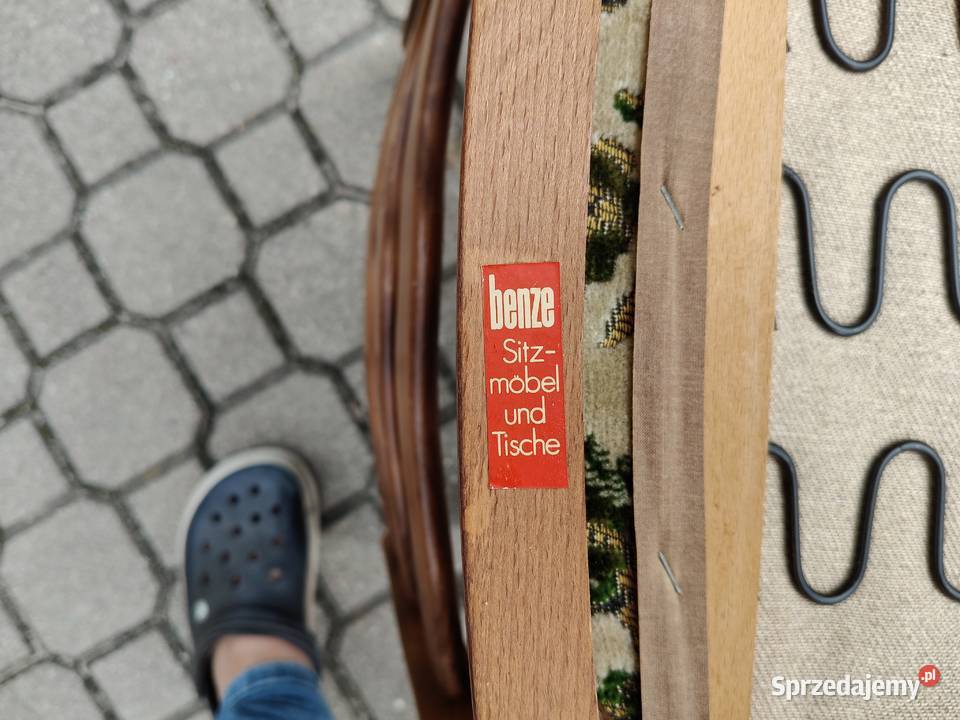 benze
Sitz-
möbel
und
Tische
Sprzedajemy.pl